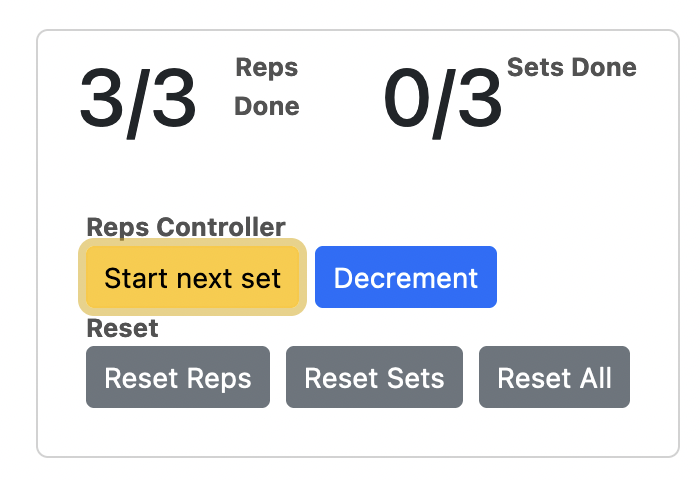 3/3 Reps Done
0/3 Sets Done
Reps Controller
Start next set Decrement
Reset
Reset Reps Reset Sets Reset All